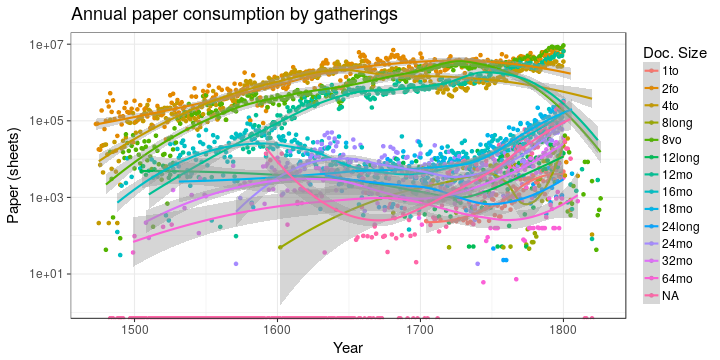 Annual paper consumption by gatherings
1e+07
1e+05
1e+03
1e+01
Paper (sheets)
1500
1600
1700
1800
Year
Doc. Size
1to
2fo
4to
8long
8vo
12long
12mo
16mo
18mo
24long
24mo
32mo
64mo
NA